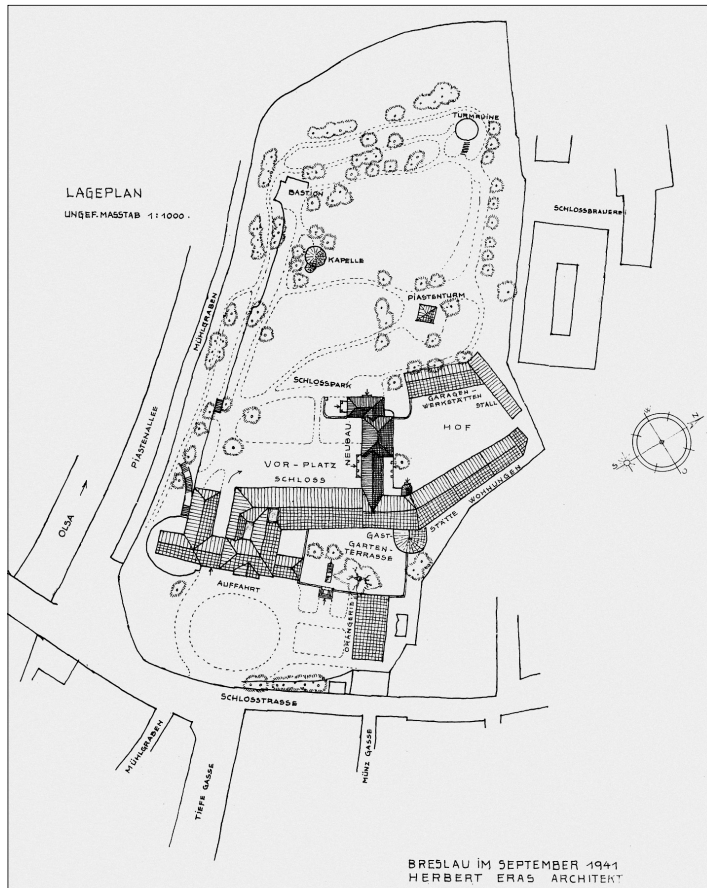 TURMRUINE
LAGEPLAN
UNGEF. MASSTAB 1:1000.
BASTION
SCHLOSSBRAUEREI
KAPELLE
MÜHLGRABEN
PIASTENTURM
PIASTENALLEE
SCHLOSSPARK
GARAGEN-
WERKSTÄTTEN
STALL
HOF
NEUBAU
VOR-PLATZ
SCHLOSS
WOHNUNGEN
OLSA
GAST-
STÄTTE
GARTEN-
TERRASSE
AUFFAHRT
ORANGERIE
SCHLOSSTRASSE
MÜHLGRABEN
TIEFE GASSE
MÜNZ GASSE
BRESLAU IM SEPTEMBER 1941
HERBERT ERAS ARCHITEKT